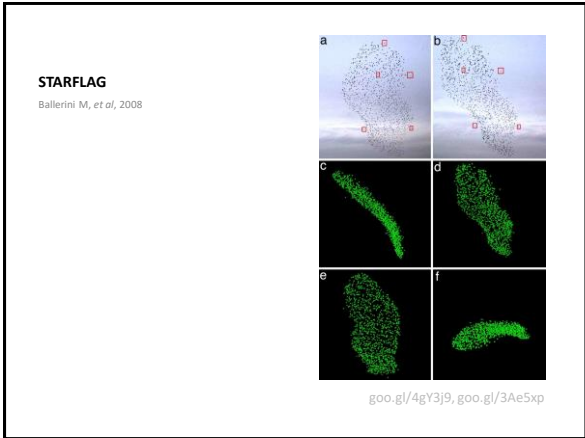 STARFLAG
Ballerini M, et al, 2008
a
b
c
d
e
f
goo.gl/4gY3j9, goo.gl/3Ae5xp